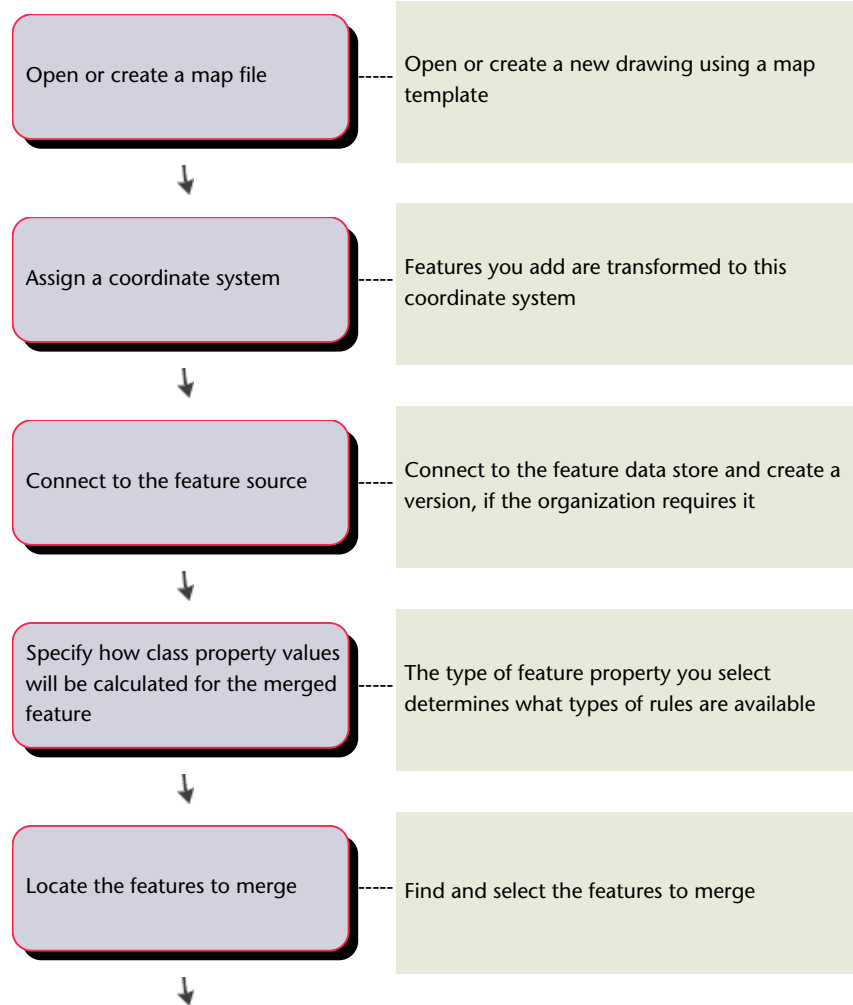 Open or create a map file
Open or create a new drawing using a map
template
Assign a coordinate system
Features you add are transformed to this
coordinate system
Connect to the feature source
Connect to the feature data store and create a
version, if the organization requires it
Specify how class property values
will be calculated for the merged
feature
The type of feature property you select
determines what types of rules are available
Locate the features to merge
Find and select the features to merge